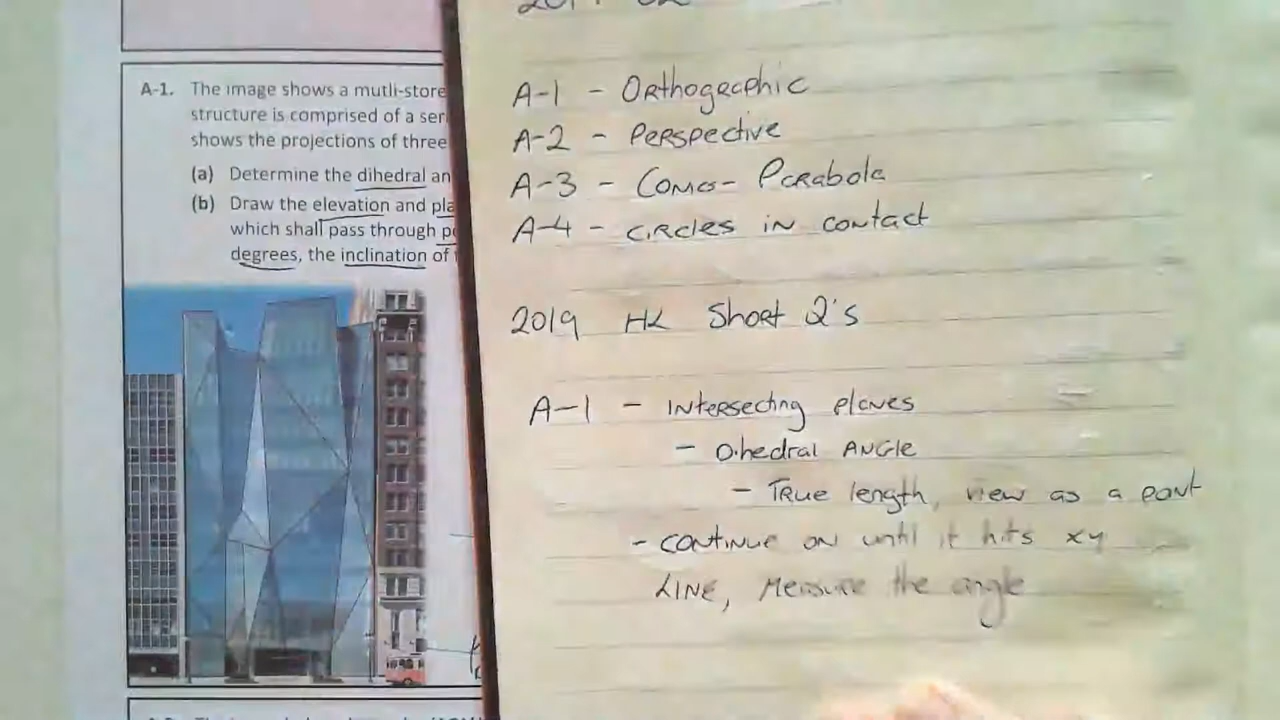 A-1. The image shows a mutli-store
structure is comprised of a ser
shows the projections of three
(a) Determine the dihedral an
(b) Draw the elevation and pla
which shall pass through po
degrees, the inclination of
A-1 - Orthographic
A-2 - Perspective
A-3 - Conics- Parabola
A-4 - circles in contact
2019 HL Short Q's
A-1 - Intersecting planes
- Dihedral ANGLE
- True length, view as a point
- continue on until it hits xy
LINE, Measure the angle